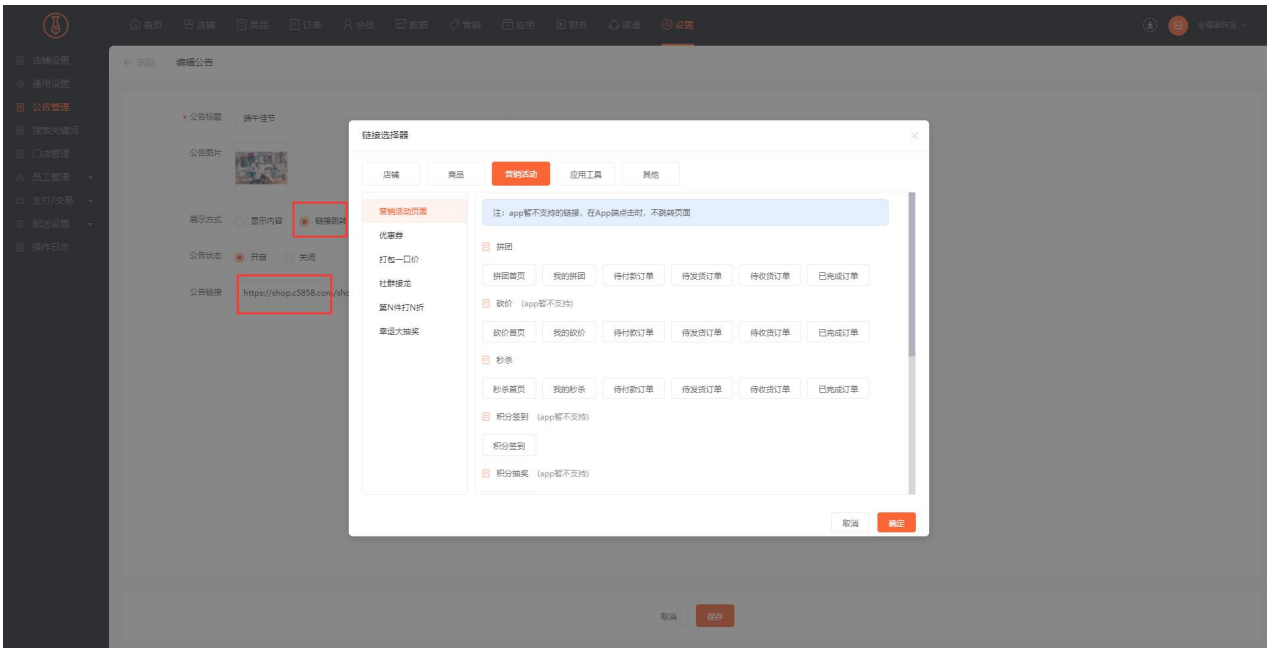 首页 店铺 商品 订单 会员 数据 营销 应用 财务 渠道 设置
店铺设置
通用设置
公告管理
搜索关键词
门店管理
员工管理
支付/交易
配送设置
操作日志
返回 编辑公告
* 公告标题 端午佳节
公告图片
展示方式 显示内容 链接跳转
公告状态 开启 关闭
公告链接 https://shop.c5858.com/sho
链接选择器
店铺 商品 营销活动 应用工具 其他
营销活动页面
优惠券
打包一口价
社群接龙
第N件打N折
幸运大抽奖
注：app暂不支持的链接，在App端点击时，不跳转页面
拼团
拼团首页 我的拼团 待付款订单 待发货订单 待收货订单 已完成订单
砍价 (app暂不支持)
砍价首页 我的砍价 待付款订单 待发货订单 待收货订单 已完成订单
秒杀
秒杀首页 我的秒杀 待付款订单 待发货订单 待收货订单 已完成订单
积分签到 (app暂不支持)
积分签到
积分抽奖 (app暂不支持)
取消 确定
取消 保存